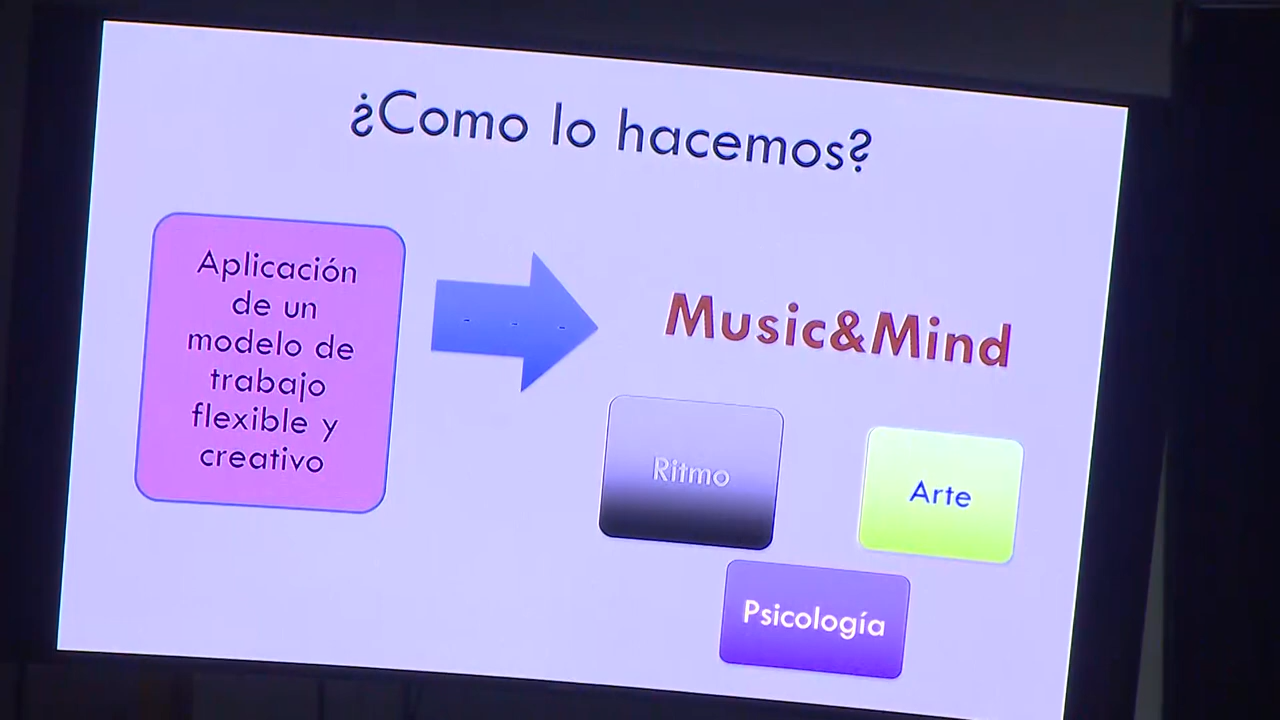 ¿Como lo hacemos?
Aplicación
de un
modelo de
trabajo
flexible y
creativo
- - -
Music&Mind
Ritmo
Arte
Psicología